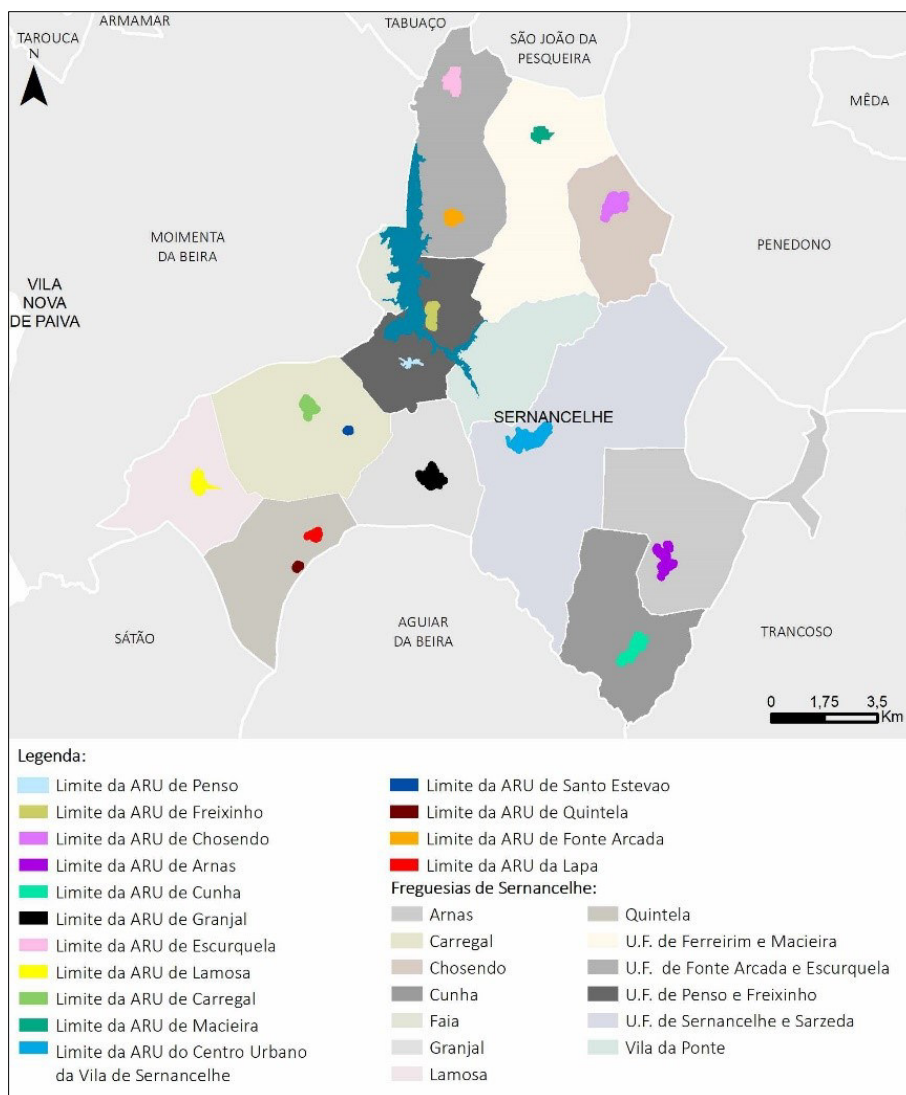 ARMAMAR
TABUAÇO
TAROUCA
SÃO JOÃO DA
PESQUEIRA
N
MÊDA
MOIMENTA
DA BEIRA
PENEDONO
VILA
NOVA
DE PAIVA
SERNANCELHE
AGUIAR
DA BEIRA
SÁTÃO
TRANCOSO
0 1,75 3,5
Km
Legenda:
Limite da ARU de Penso
Limite da ARU de Freixinho
Limite da ARU de Chosendo
Limite da ARU de Arnas
Limite da ARU de Cunha
Limite da ARU de Granjal
Limite da ARU de Escurquela
Limite da ARU de Lamosa
Limite da ARU de Carregal
Limite da ARU de Macieira
Limite da ARU do Centro Urbano
da Vila de Sernancelhe
Limite da ARU de Santo Estevao
Limite da ARU de Quintela
Limite da ARU de Fonte Arcada
Limite da ARU da Lapa
Freguesias de Sernancelhe:
Arnas
Carregal
Chosendo
Cunha
Faia
Granjal
Lamosa
Quintela
U.F. de Ferreirim e Macieira
U.F. de Fonte Arcada e Escurquela
U.F. de Penso e Freixinho
U.F. de Sernancelhe e Sarzeda
Vila da Ponte